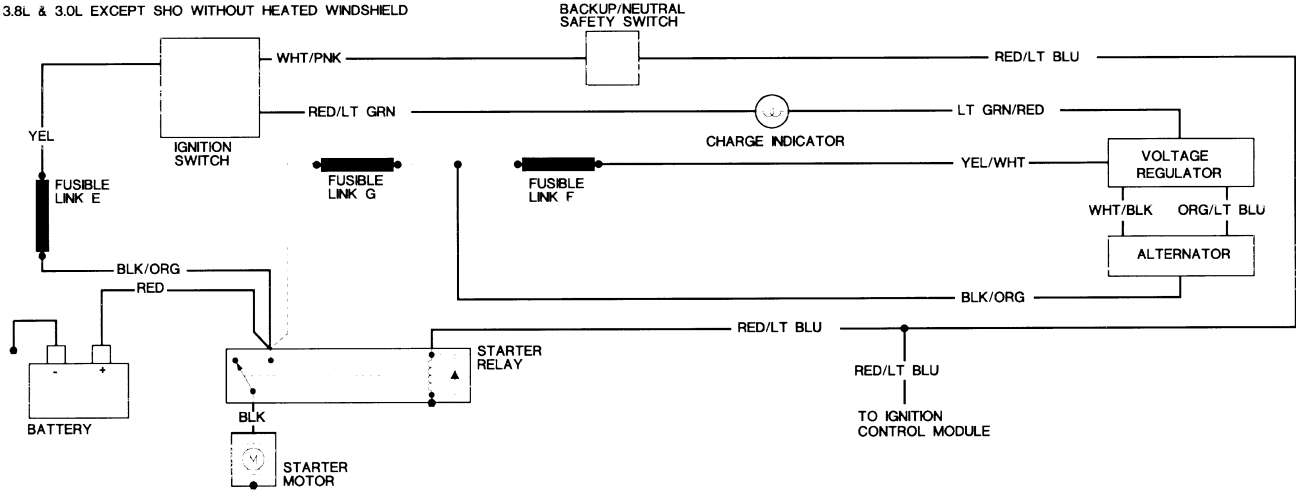 3.8L & 3.0L EXCEPT SHO WITHOUT HEATED WINDSHIELD
BACKUP/NEUTRAL
SAFETY SWITCH
WHT/PNK
RED/LT BLU
RED/LT GRN
LT GRN/RED
YEL
IGNITION
SWITCH
CHARGE INDICATOR
VOLTAGE
REGULATOR
YEL/WHT
FUSIBLE
LINK E
FUSIBLE
LINK G
FUSIBLE
LINK F
WHT/BLK
ORG/LT BLU
ALTERNATOR
BLK/ORG
RED
BLK/ORG
RED/LT BLU
STARTER
RELAY
- +
RED/LT BLU
BLK
TO IGNITION
CONTROL MODULE
BATTERY
M
STARTER
MOTOR